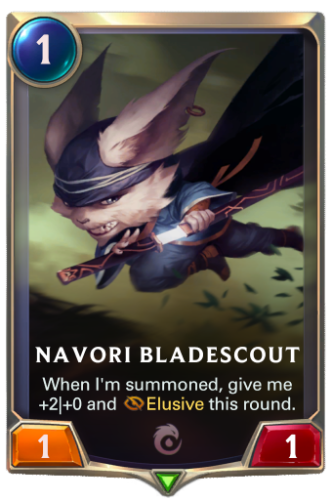 1
NAVORI BLADESCOUT
When I'm summoned, give me
+2|+0 and Elusive this round.
1 1